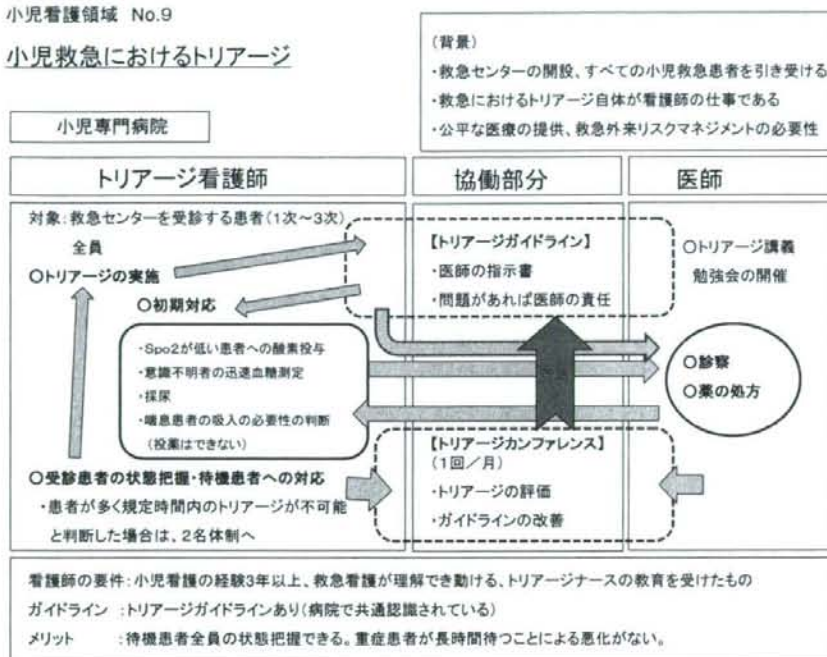 小児看護領域 No.9
小児救急におけるトリアージ
(背景)
・救急センターの開設、すべての小児救急患者を引き受ける
・救急におけるトリアージ自体が看護師の仕事である
・公平な医療の提供、救急外来リスクマネジメントの必要性
小児専門病院
トリアージ看護師
協働部分
医師
対象:救急センターを受診する患者(1次～3次)
全員
○トリアージの実施
○初期対応
・Spo2が低い患者への酸素投与
・意識不明者の迅速血糖測定
・採尿
・喘息患者の吸入の必要性の判断
(投薬はできない)
○受診患者の状態把握・待機患者への対応
・患者が多く規定時間内のトリアージが不可能
と判断した場合は、2名体制へ
【トリアージガイドライン】
・医師の指示書
・問題があれば医師の責任
【トリアージカンファレンス】
(1回/月)
・トリアージの評価
・ガイドラインの改善
○トリアージ講義
勉強会の開催
○診察
○薬の処方
看護師の要件:小児看護の経験3年以上、救急看護が理解でき動ける、トリアージナースの教育を受けたもの
ガイドライン :トリアージガイドラインあり(病院で共通認識されている)
メリット :待機患者全員の状態把握できる。重症患者が長時間待つことによる悪化がない。